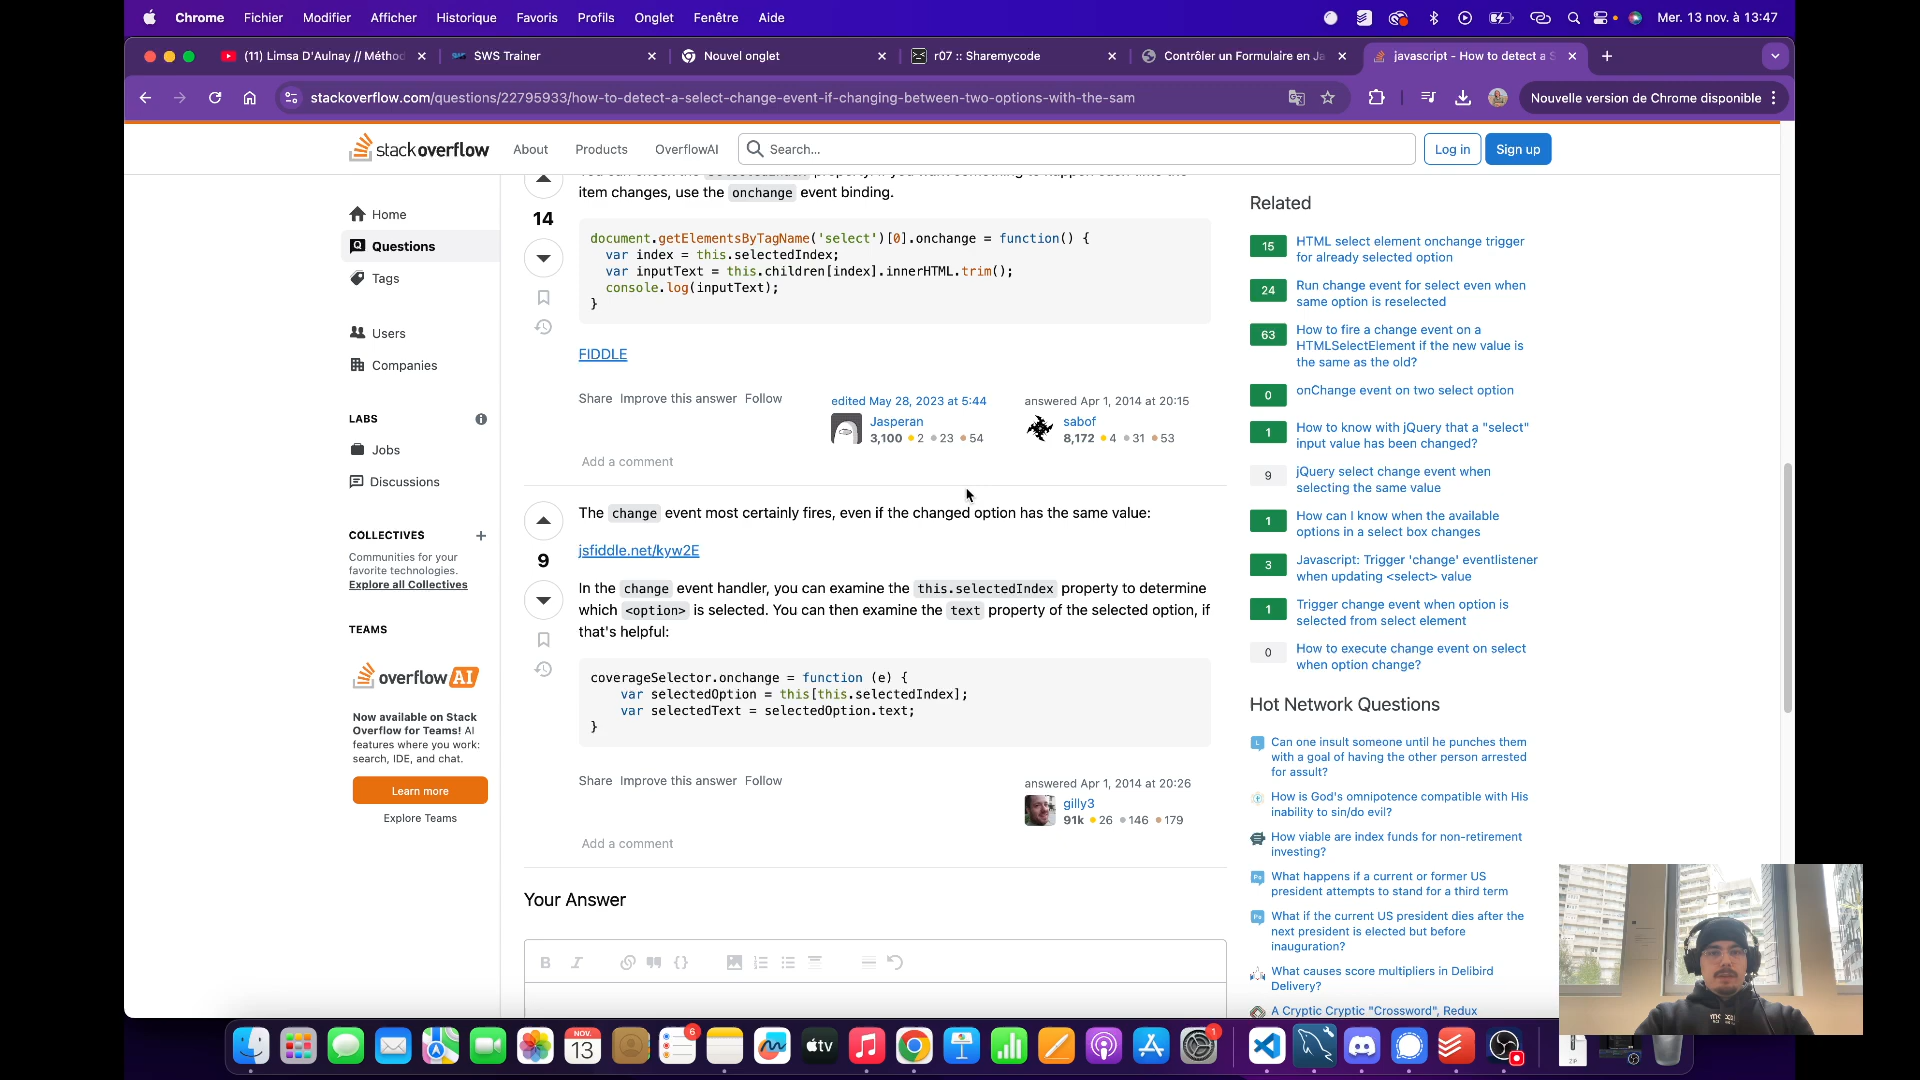 Chrome Fichier Modifier Afficher Historique Favoris Profils Onglet Fenêtre Aide Mer. 13 nov. à 13:47
(11) Limsa D'Aulnay // Méthod SWS Trainer Nouvel onglet r07 :: Sharemycode Contrôler un Formulaire en Ja javascript - How to detect a S
stackoverflow.com/questions/22795933/how-to-detect-a-select-change-event-if-changing-between-two-options-with-the-sam Nouvelle version de Chrome disponible
stackoverflow About Products OverflowAI Search... Log in Sign up
Home
Questions
Tags
Users
Companies
LABS
Jobs
Discussions
COLLECTIVES
Communities for your
favorite technologies.
Explore all Collectives
TEAMS
overflow AI
Now available on Stack
Overflow for Teams! AI
features where you work:
search, IDE, and chat.
Learn more
Explore Teams
item changes, use the onchange event binding.
14
document.getElementsByTagName('select')[0].onchange = function() {
var index = this.selectedIndex;
var inputText = this.children[index].innerHTML.trim();
console.log(inputText);
}
FIDDLE
Share Improve this answer Follow
edited May 28, 2023 at 5:44
Jasperan
3,100 2 23 54
answered Apr 1, 2014 at 20:15
sabof
8,172 4 31 53
Add a comment
The change event most certainly fires, even if the changed option has the same value:
9
jsfiddle.net/kyw2E
In the change event handler, you can examine the this.selectedIndex property to determine
which <option> is selected. You can then examine the text property of the selected option, if
that's helpful:
coverageSelector.onchange = function (e) {
var selectedOption = this[this.selectedIndex];
var selectedText = selectedOption.text;
}
Share Improve this answer Follow
answered Apr 1, 2014 at 20:26
gilly3
91k 26 146 179
Add a comment
Your Answer
Related
15 HTML select element onchange trigger
for already selected option
24 Run change event for select even when
same option is reselected
63 How to fire a change event on a
HTMLSelectElement if the new value is
the same as the old?
0 onChange event on two select option
1 How to know with jQuery that a "select"
input value has been changed?
9 jQuery select change event when
selecting the same value
1 How can I know when the available
options in a select box changes
3 Javascript: Trigger 'change' eventlistener
when updating <select> value
1 Trigger change event when option is
selected from select element
0 How to execute change event on select
when option change?
Hot Network Questions
Can one insult someone until he punches them
with a goal of having the other person arrested
for assult?
How is God's omnipotence compatible with His
inability to sin/do evil?
How viable are index funds for non-retirement
investing?
What happens if a current or former US
president attempts to stand for a third term
What if the current US president dies after the
next president is elected but before
inauguration?
What causes score multipliers in Delibird
Delivery?
A Cryptic Cryptic "Crossword", Redux
NOV.
13
6
tv
1
ZIP